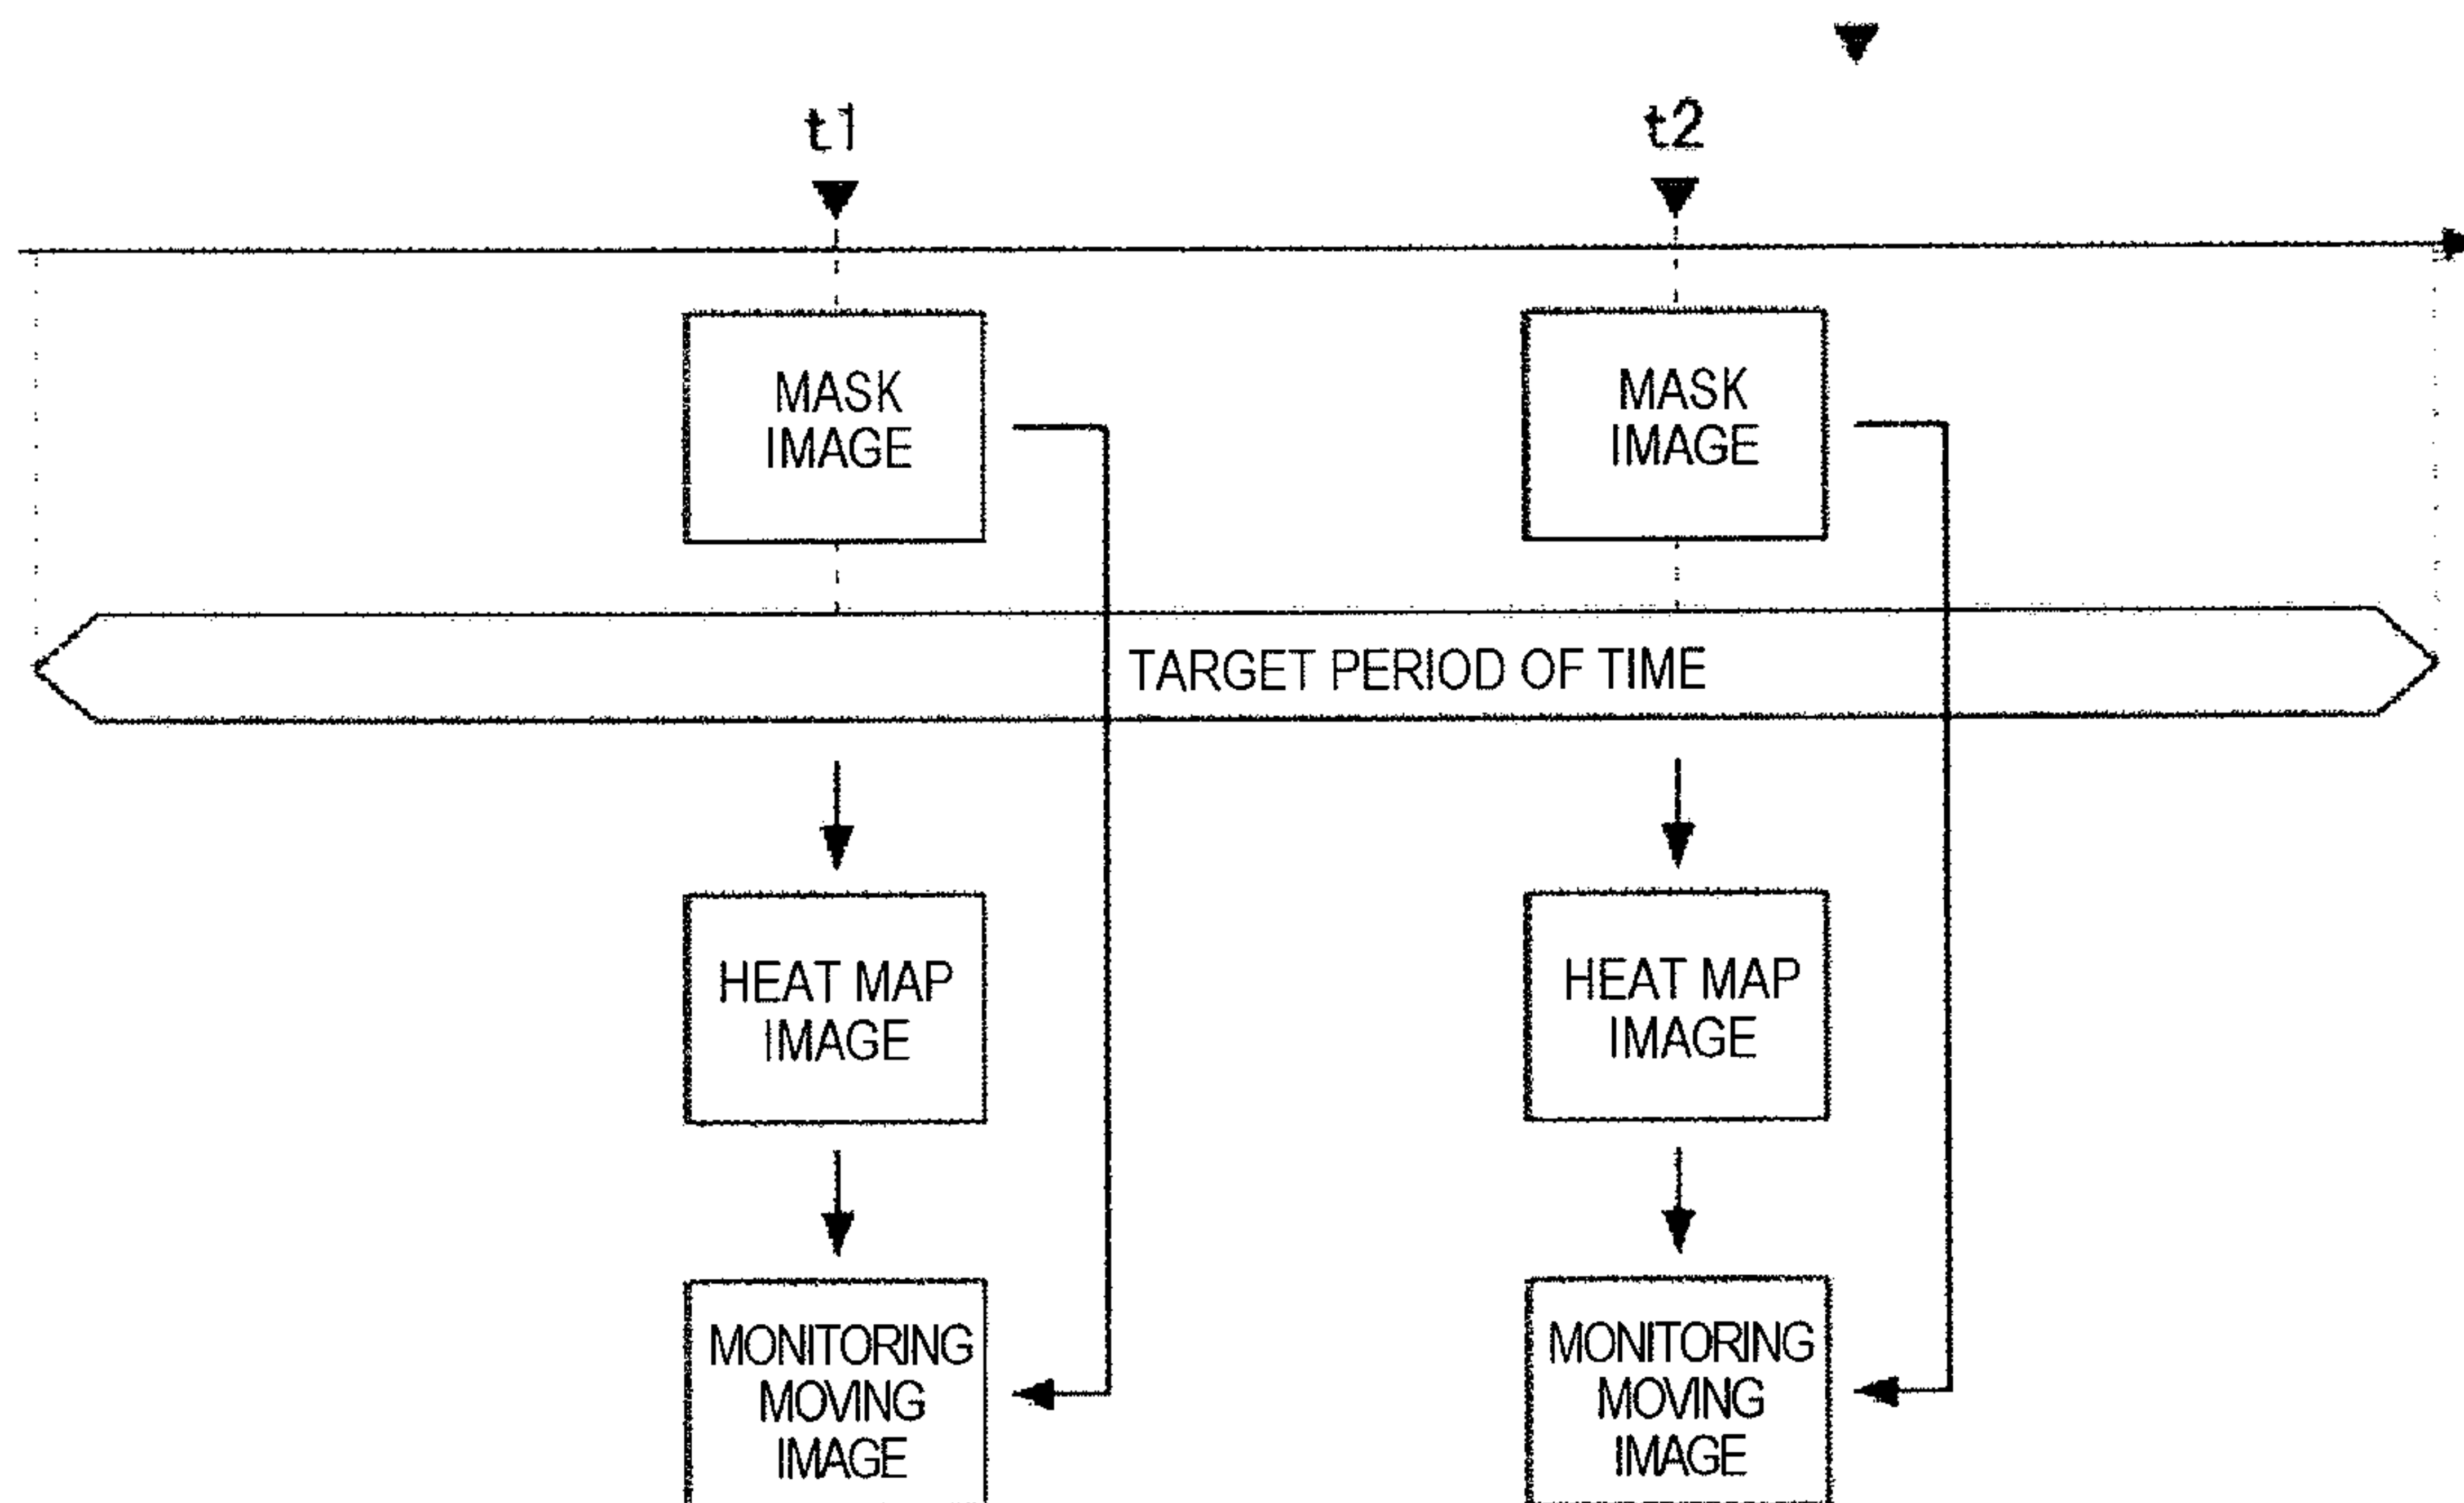 t1
t2
MASK
IMAGE
MASK
IMAGE
TARGET PERIOD OF TIME
HEAT MAP
IMAGE
HEAT MAP
IMAGE
MONITORING
MOVING
IMAGE
MONITORING
MOVING
IMAGE